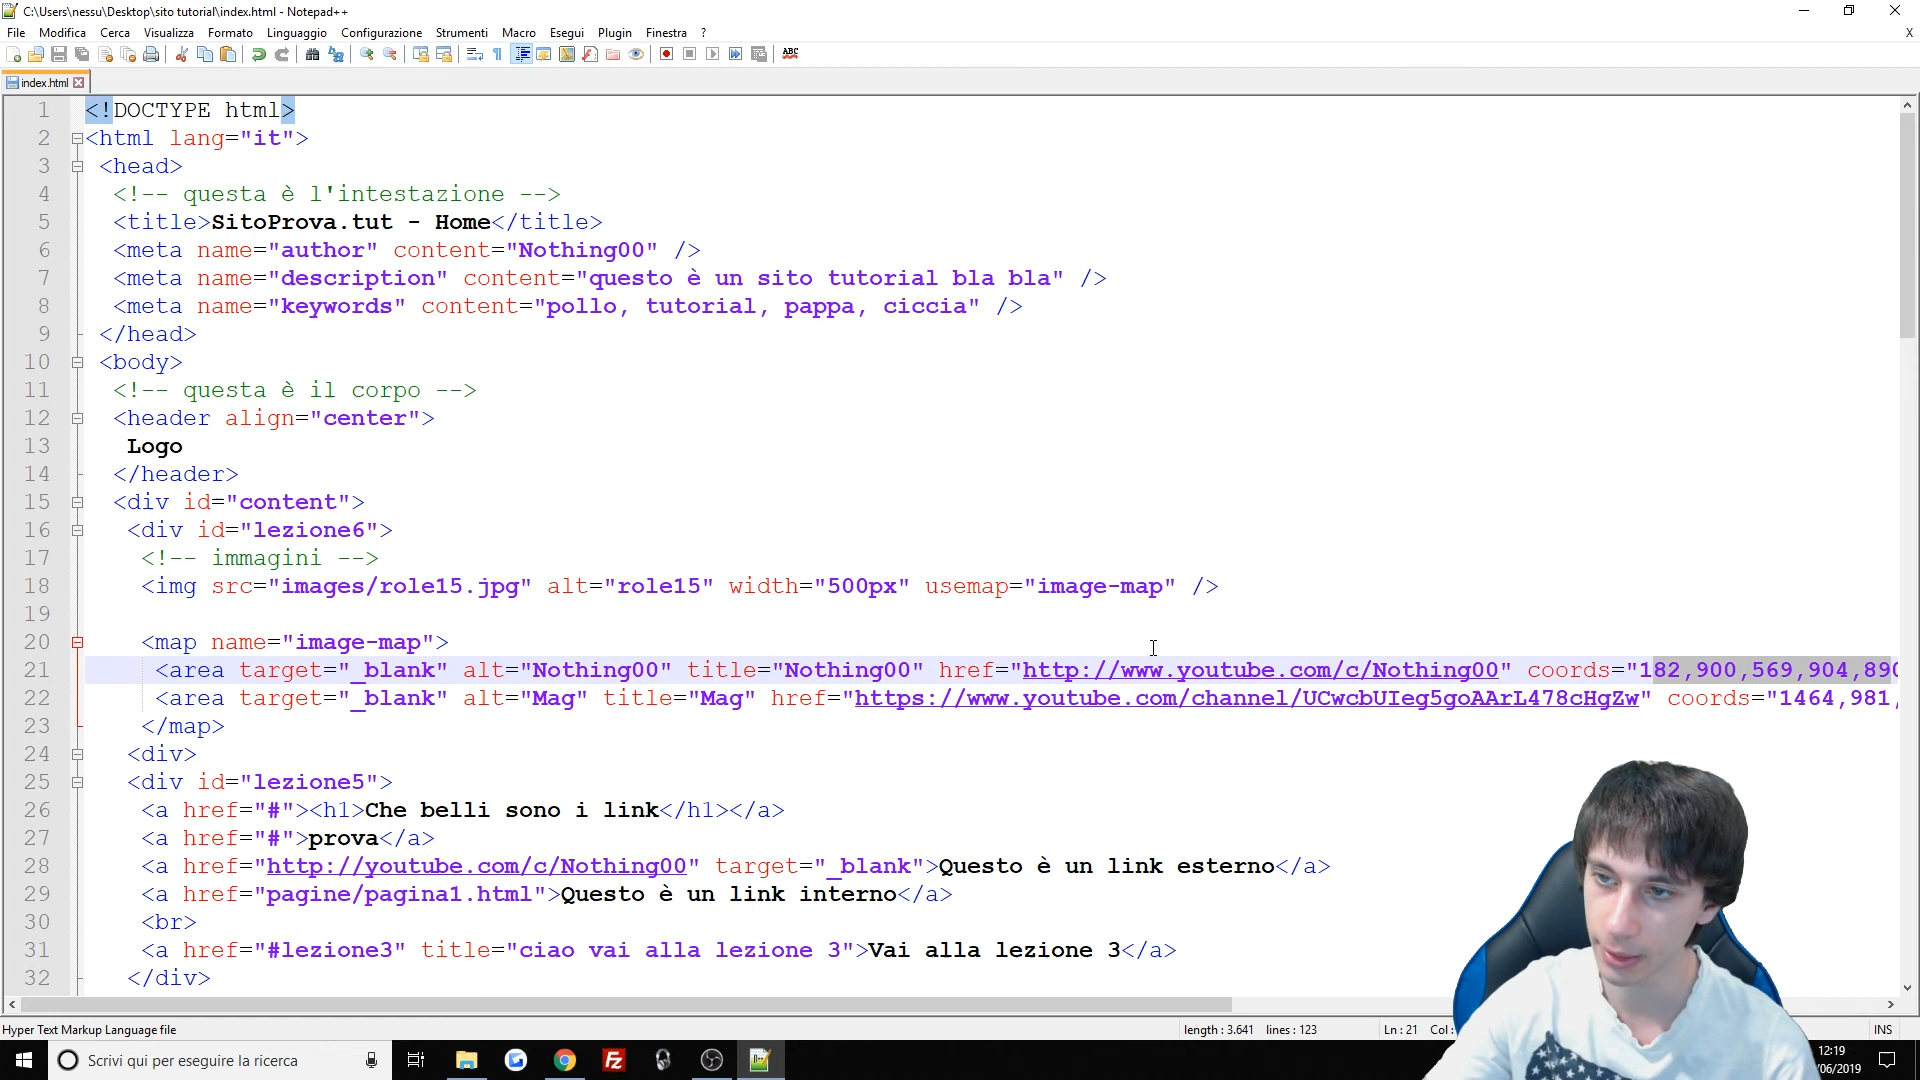 C:\Users\nessu\Desktop\sito tutorial\index.html - Notepad++
File Modifica Cerca Visualizza Formato Linguaggio Configurazione Strumenti Macro Esegui Plugin Finestra ? X
index.html
1 <!DOCTYPE html>
2 <html lang="it">
3 <head>
4 <!-- questa è l'intestazione -->
5 <title>SitoProva.tut - Home</title>
6 <meta name="author" content="Nothing00" />
7 <meta name="description" content="questo è un sito tutorial bla bla" />
8 <meta name="keywords" content="pollo, tutorial, pappa, ciccia" />
9 </head>
10 <body>
11 <!-- questa è il corpo -->
12 <header align="center">
13 Logo
14 </header>
15 <div id="content">
16 <div id="lezione6">
17 <!-- immagini -->
18 <img src="images/role15.jpg" alt="role15" width="500px" usemap="image-map" />
19
20 <map name="image-map">
21 <area target="_blank" alt="Nothing00" title="Nothing00" href="http://www.youtube.com/c/Nothing00" coords="182,900,569,904,890
22 <area target="_blank" alt="Mag" title="Mag" href="https://www.youtube.com/channel/UCwcbUIeg5goAArL478cHgZw" coords="1464,981,
23 </map>
24 <div>
25 <div id="lezione5">
26 <a href="#"><h1>Che belli sono i link</h1></a>
27 <a href="#">prova</a>
28 <a href="http://youtube.com/c/Nothing00" target="_blank">Questo è un link esterno</a>
29 <a href="pagine/pagina1.html">Questo è un link interno</a>
30 <br>
31 <a href="#lezione3" title="ciao vai alla lezione 3">Vai alla lezione 3</a>
32 </div>
Hyper Text Markup Language file length : 3.641 lines : 123 Ln : 21 Col : INS
Scrivi qui per eseguire la ricerca
12:19
/06/2019